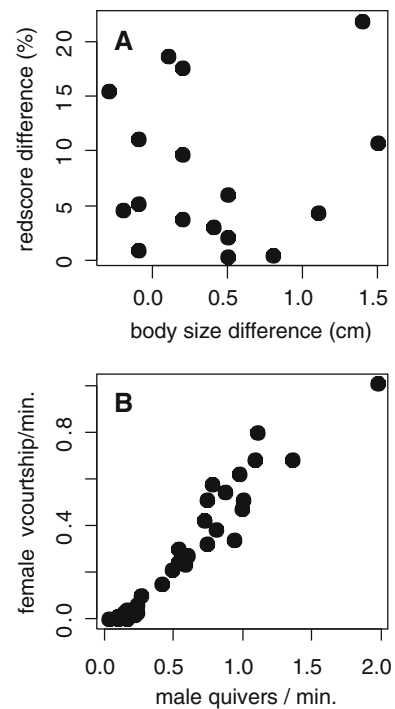 A
redscore difference (%)
20
15
10
5
0
0.0 0.5 1.0 1.5
body size difference (cm)
B
female vcourtship/min.
0.8
0.4
0.0
0.0 0.5 1.0 1.5 2.0
male quivers / min.